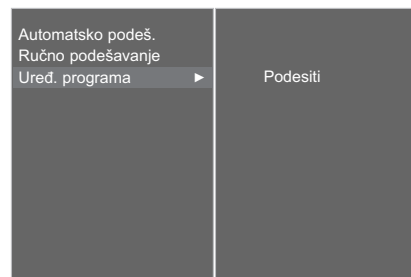 Automatsko podeš.
Ručno podešavanje
Uređ. programa ►
Podesiti